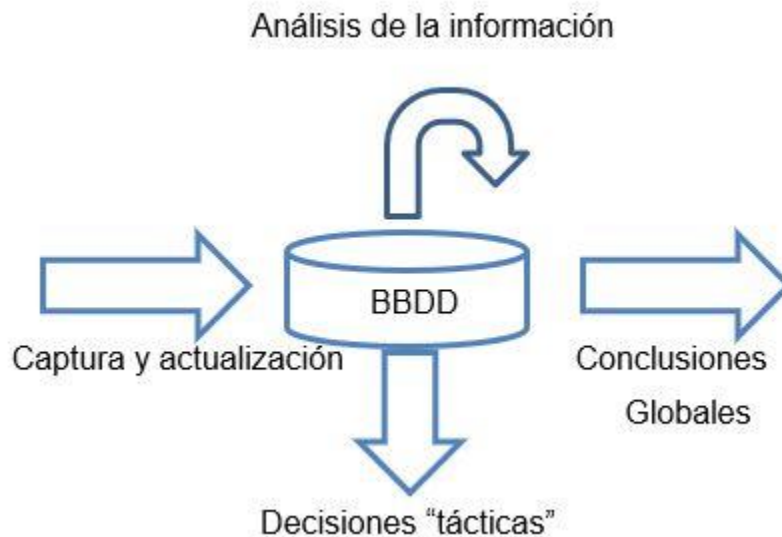 Análisis de la información
BBDD
Captura y actualización
Conclusiones
Globales
Decisiones “tácticas”